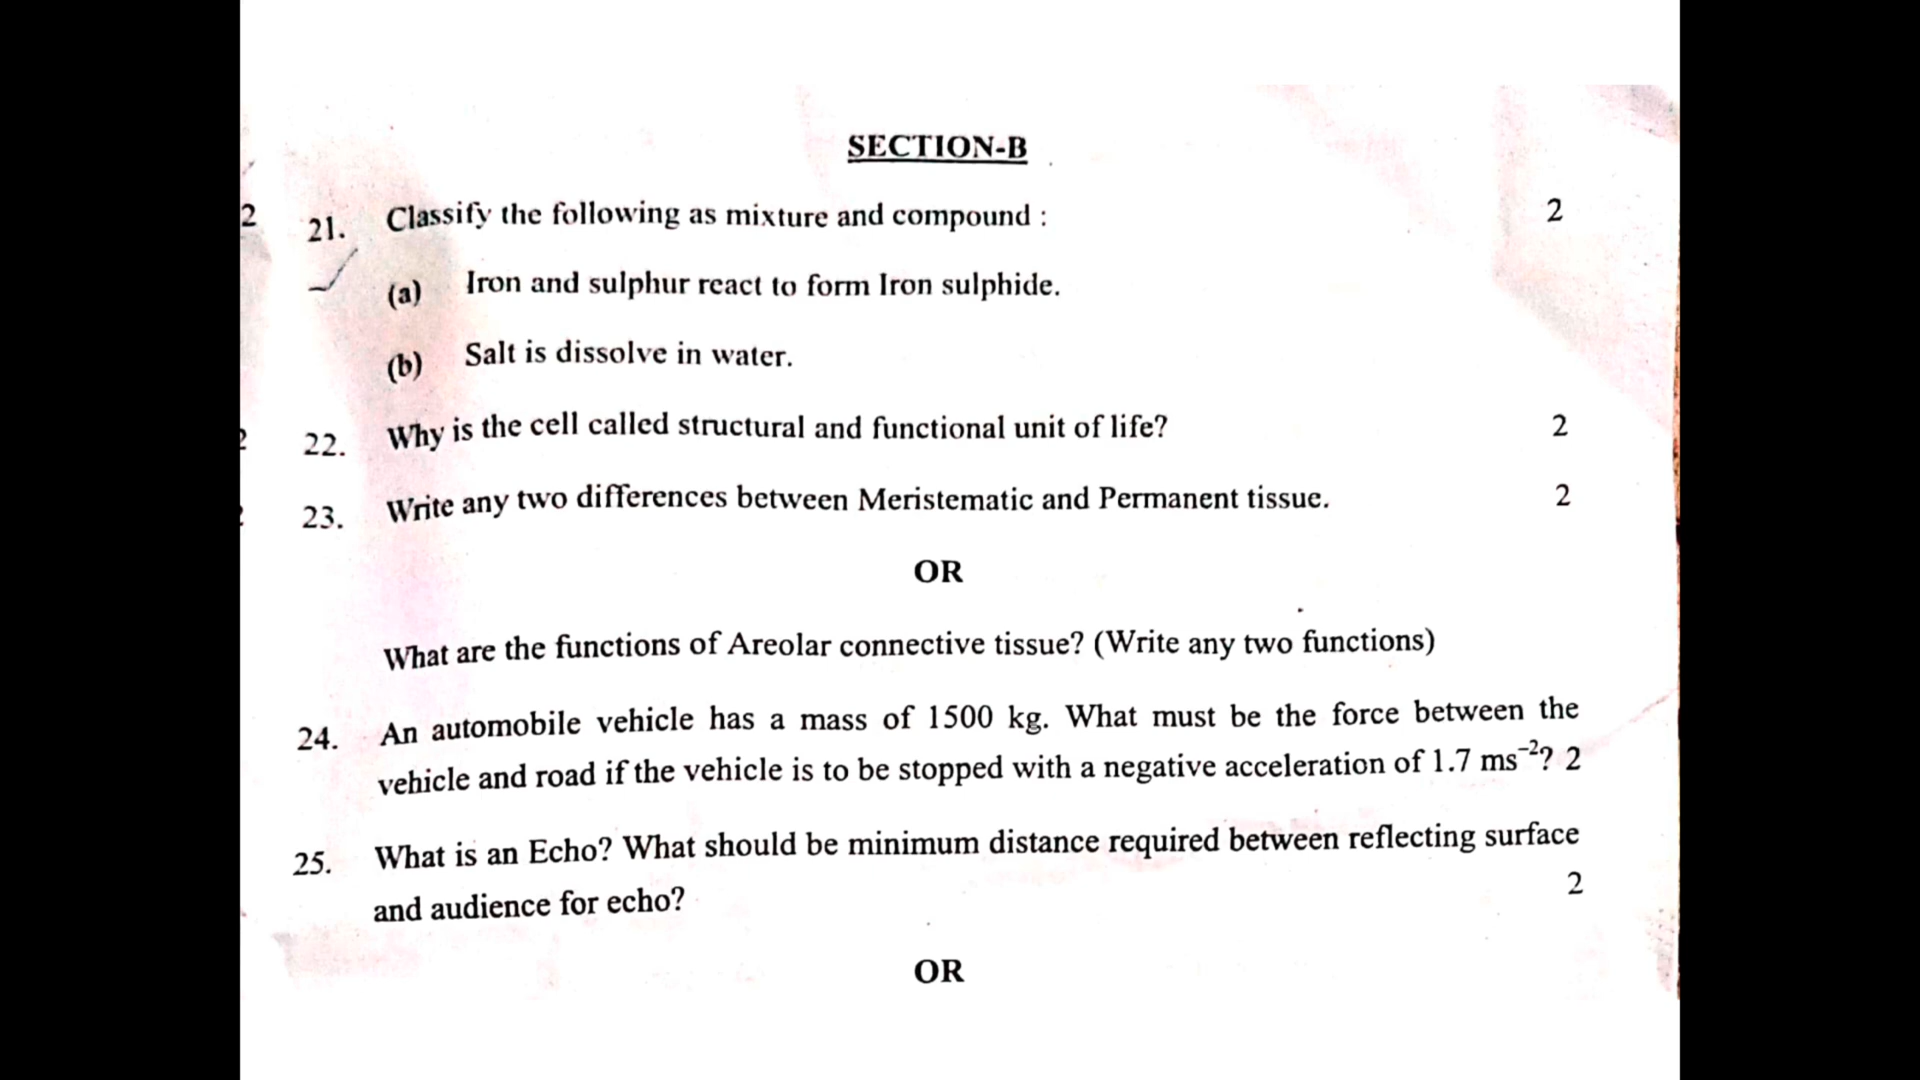 SECTION-B
2 21. Classify the following as mixture and compound : 2
(a) Iron and sulphur react to form Iron sulphide.
(b) Salt is dissolve in water.
22. Why is the cell called structural and functional unit of life? 2
23. Write any two differences between Meristematic and Permanent tissue. 2
OR
What are the functions of Areolar connective tissue? (Write any two functions)
24. An automobile vehicle has a mass of 1500 kg. What must be the force between the
vehicle and road if the vehicle is to be stopped with a negative acceleration of 1.7 ms⁻²? 2
25. What is an Echo? What should be minimum distance required between reflecting surface
and audience for echo? 2
OR